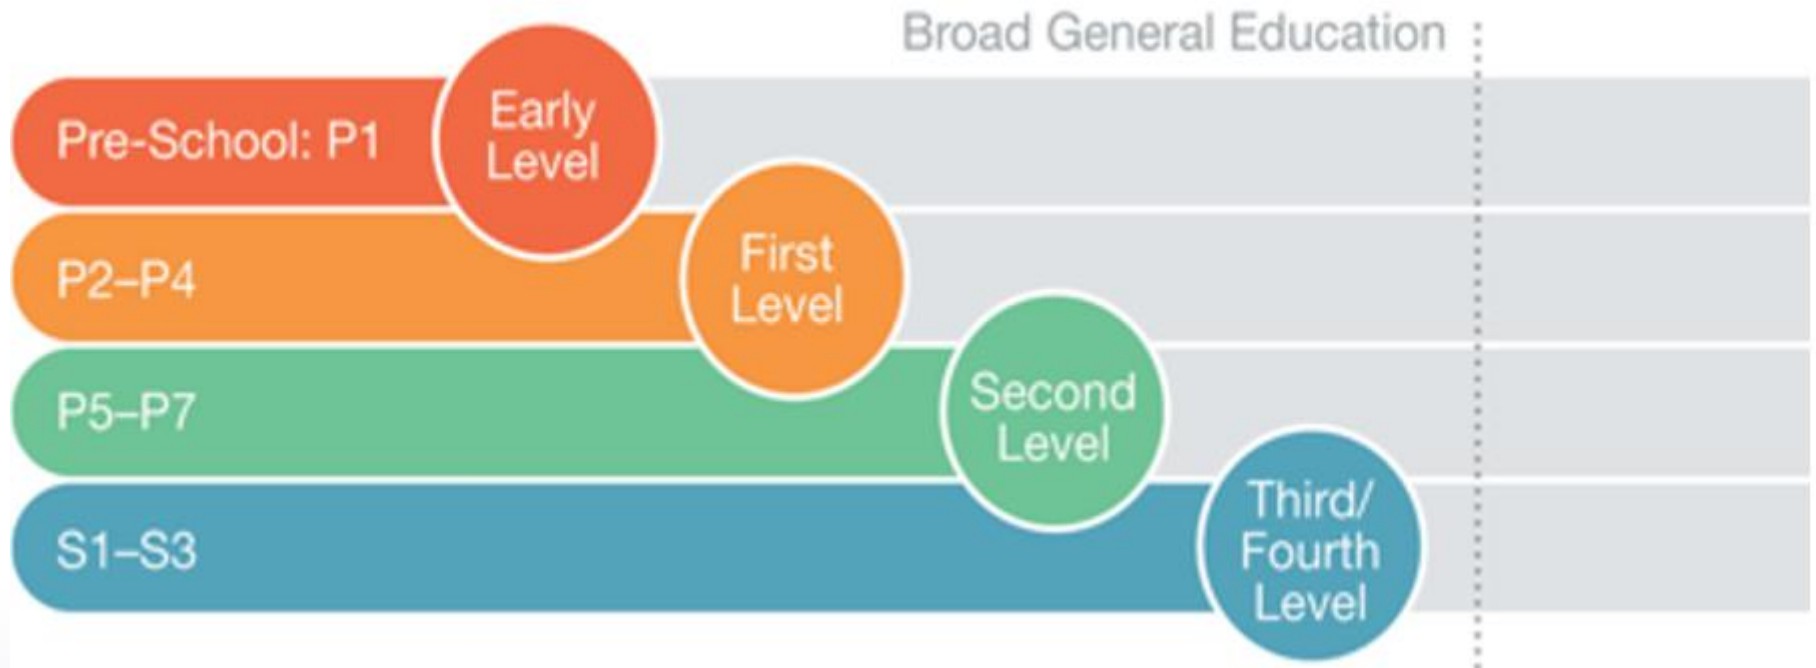 Broad General Education
Pre-School: P1
Early
Level
P2–P4
First
Level
P5–P7
Second
Level
S1–S3
Third/
Fourth
Level